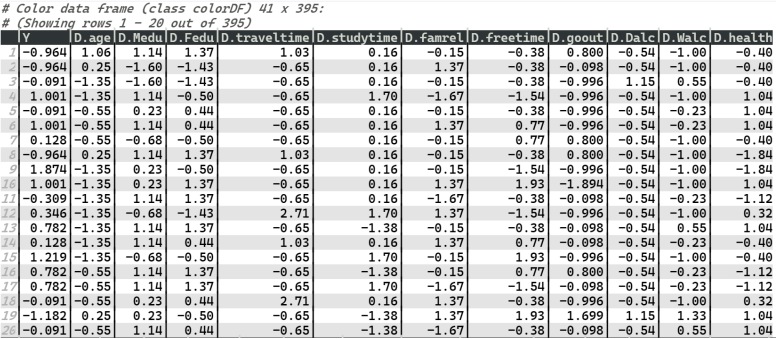 # Color data frame (class colorDF) 41 x 395:
# (Showing rows 1 - 20 out of 395)
Y D.age D.Medu D.Fedu D.traveltime D.studytime D.famrel D.freetime D.goout D.Dalc D.Walc D.health
1 -0.964 1.06 1.14 1.37 1.03 0.16 -0.15 -0.38 0.800 -0.54 -1.00 -0.40
2 -0.964 0.25 -1.60 -1.43 -0.65 0.16 1.37 -0.38 -0.098 -0.54 -1.00 -0.40
3 -0.091 -1.35 -1.60 -1.43 -0.65 0.16 -0.15 -0.38 -0.996 1.15 0.55 -0.40
4 1.001 -1.35 1.14 -0.50 -0.65 1.70 -1.67 -1.54 -0.996 -0.54 -1.00 1.04
5 -0.091 -0.55 0.23 0.44 -0.65 0.16 -0.15 -0.38 -0.996 -0.54 -0.23 1.04
6 1.001 -0.55 1.14 0.44 -0.65 0.16 1.37 0.77 -0.098 -0.54 -0.23 1.04
7 0.128 -0.55 -0.68 -0.50 -0.65 0.16 -0.15 0.77 0.800 -0.54 -1.00 -0.40
8 -0.964 0.25 1.14 1.37 1.03 0.16 -0.15 -0.38 0.800 -0.54 -1.00 -1.84
9 1.874 -1.35 0.23 -0.50 -0.65 0.16 -0.15 -1.54 -0.996 -0.54 -1.00 -1.84
10 1.001 -1.35 0.23 1.37 -0.65 0.16 1.37 1.93 -1.894 -0.54 -0.23 1.04
11 -0.309 -1.35 1.14 1.37 -0.65 0.16 -1.67 -0.38 -0.098 -0.54 -0.23 -1.12
12 0.346 -1.35 -0.68 -1.43 2.71 1.70 1.37 -1.54 -0.996 -0.54 -1.00 0.32
13 0.782 -1.35 1.14 1.37 -0.65 -1.38 -0.15 -0.38 -0.098 -0.54 0.55 1.04
14 0.128 -1.35 1.14 0.44 1.03 0.16 1.37 0.77 -0.098 -0.54 -0.23 -0.40
15 1.219 -1.35 -0.68 -0.50 -0.65 1.70 -0.15 1.93 -0.996 -0.54 -1.00 -0.40
16 0.782 -0.55 1.14 1.37 -0.65 -1.38 -0.15 0.77 0.800 -0.54 -0.23 -1.12
17 0.782 -0.55 1.14 1.37 -0.65 1.70 -1.67 -1.54 -0.098 -0.54 -0.23 -1.12
18 -0.091 -0.55 0.23 0.44 2.71 0.16 1.37 -0.38 -0.996 -0.54 -1.00 0.32
19 -1.182 0.25 0.23 -0.50 -0.65 -1.38 1.37 1.93 1.699 1.15 1.33 1.04
20 -0.091 -0.55 1.14 0.44 -0.65 -1.38 -1.67 -0.38 -0.098 -0.54 0.55 1.04